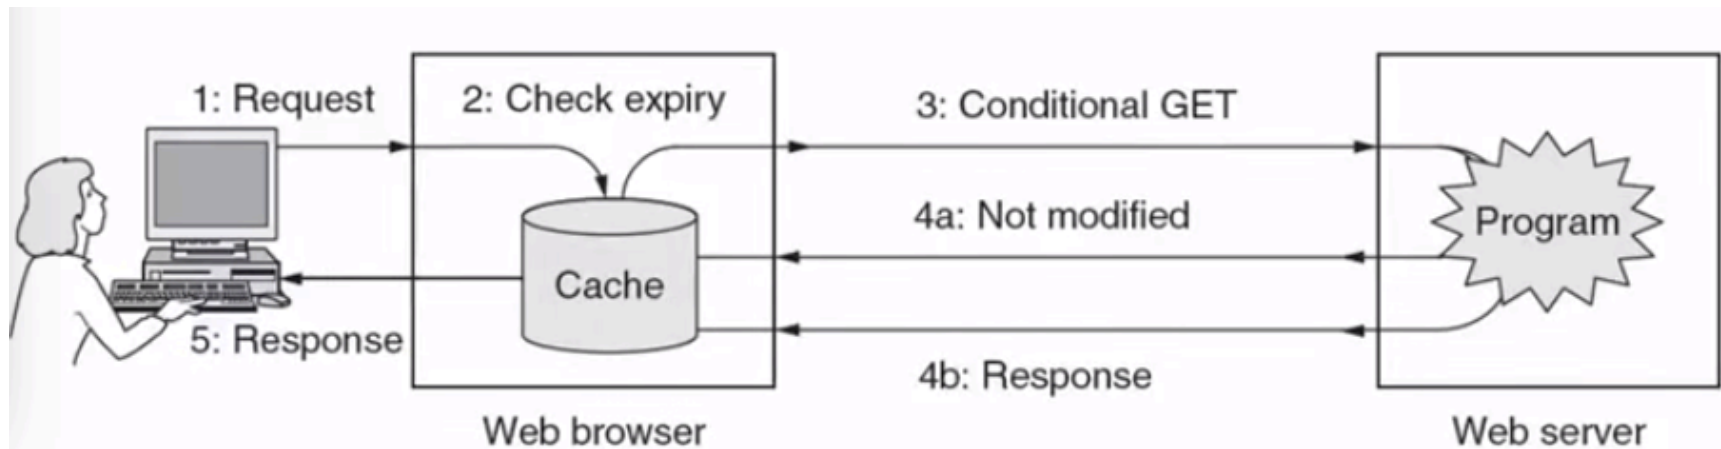 1: Request
2: Check expiry
3: Conditional GET
4a: Not modified
Program
Cache
5: Response
4b: Response
Web browser
Web server